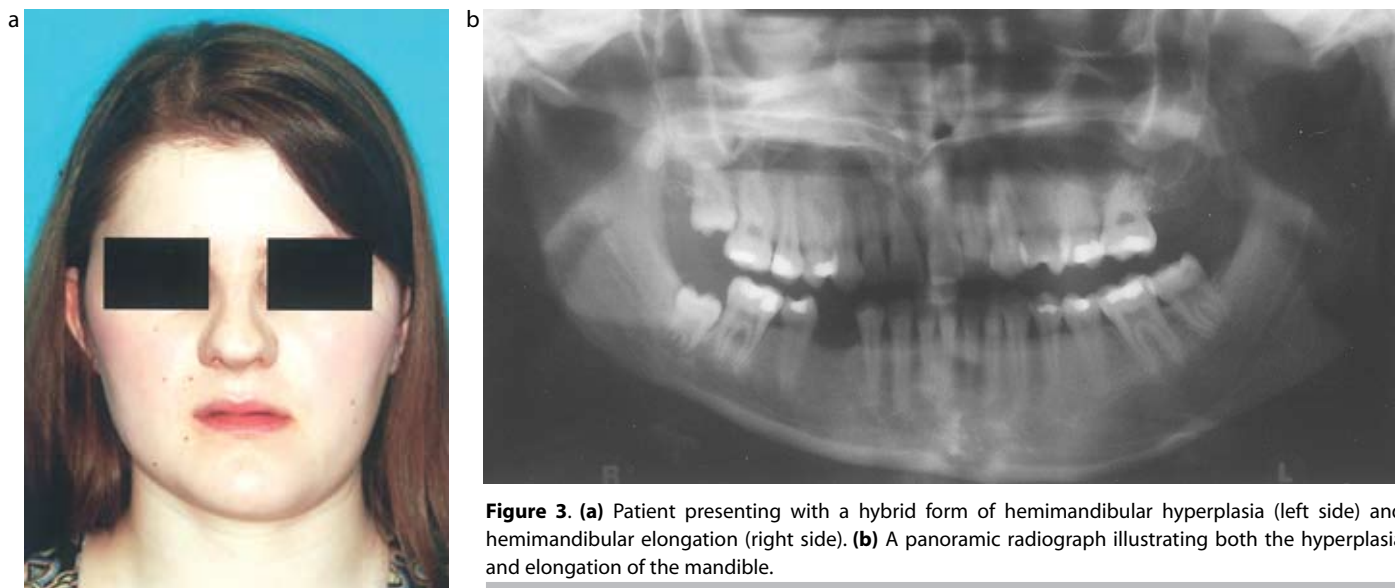 a
b
R
L
Figure 3. (a) Patient presenting with a hybrid form of hemimandibular hyperplasia (left side) and
hemimandibular elongation (right side). (b) A panoramic radiograph illustrating both the hyperplasia
and elongation of the mandible.